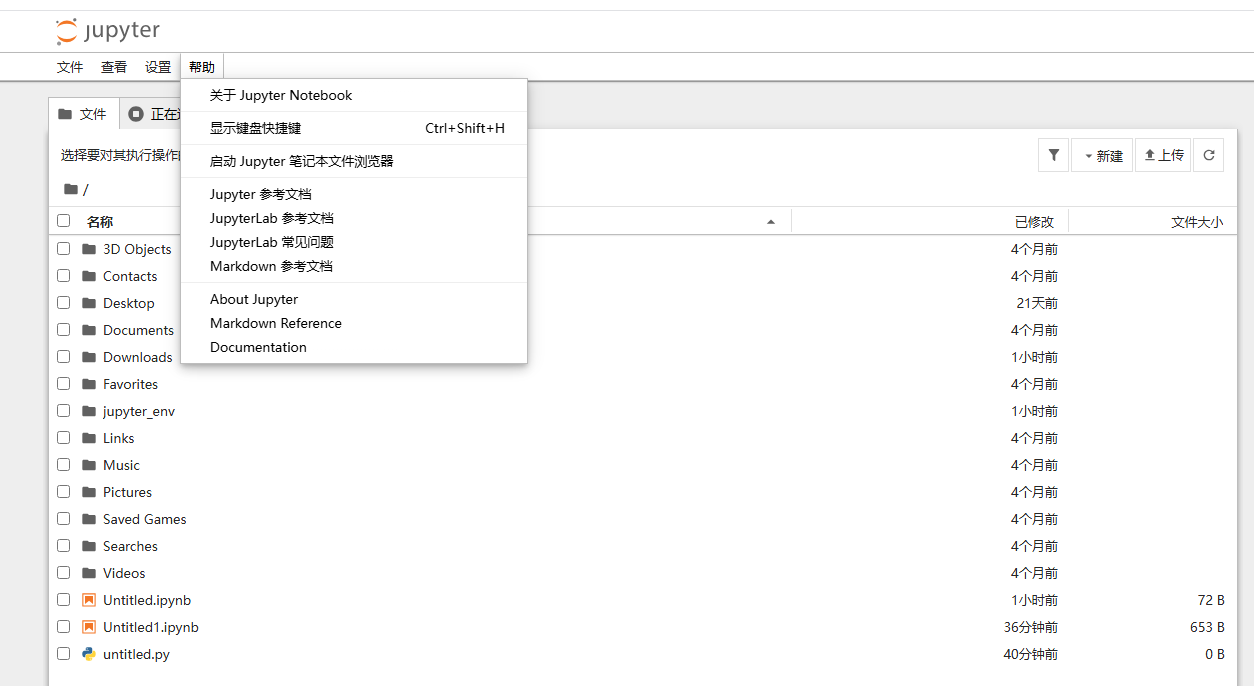 jupyter
文件 查看 设置 帮助
关于 Jupyter Notebook
显示键盘快捷键 Ctrl+Shift+H
启动 Jupyter 笔记本文件浏览器
Jupyter 参考文档
JupyterLab 参考文档
JupyterLab 常见问题
Markdown 参考文档
About Jupyter
Markdown Reference
Documentation
文件 正在
选择要对其执行操作
新建 上传
/
名称 已修改 文件大小
3D Objects 4个月前
Contacts 4个月前
Desktop 21天前
Documents 4个月前
Downloads 1小时前
Favorites 4个月前
jupyter_env 1小时前
Links 4个月前
Music 4个月前
Pictures 4个月前
Saved Games 4个月前
Searches 4个月前
Videos 4个月前
Untitled.ipynb 1小时前 72 B
Untitled1.ipynb 36分钟前 653 B
untitled.py 40分钟前 0 B